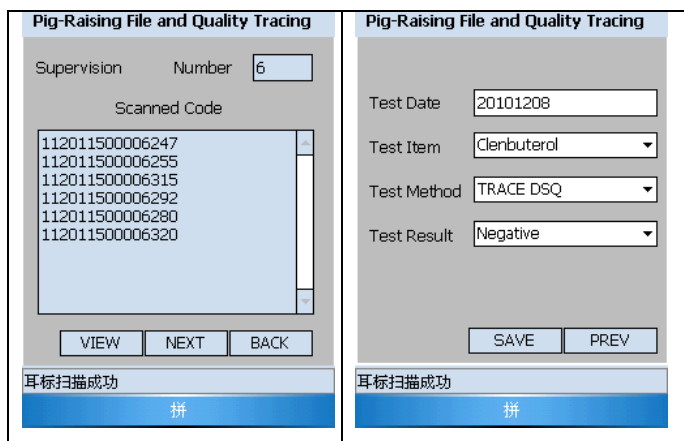 Pig-Raising File and Quality Tracing
Supervision Number 6
Scanned Code
112011500006247
112011500006255
112011500006315
112011500006292
112011500006280
112011500006320
VIEW NEXT BACK
耳标扫描成功
拼
Pig-Raising File and Quality Tracing
Test Date 20101208
Test Item Clenbuterol
Test Method TRACE DSQ
Test Result Negative
SAVE PREV
耳标扫描成功
拼